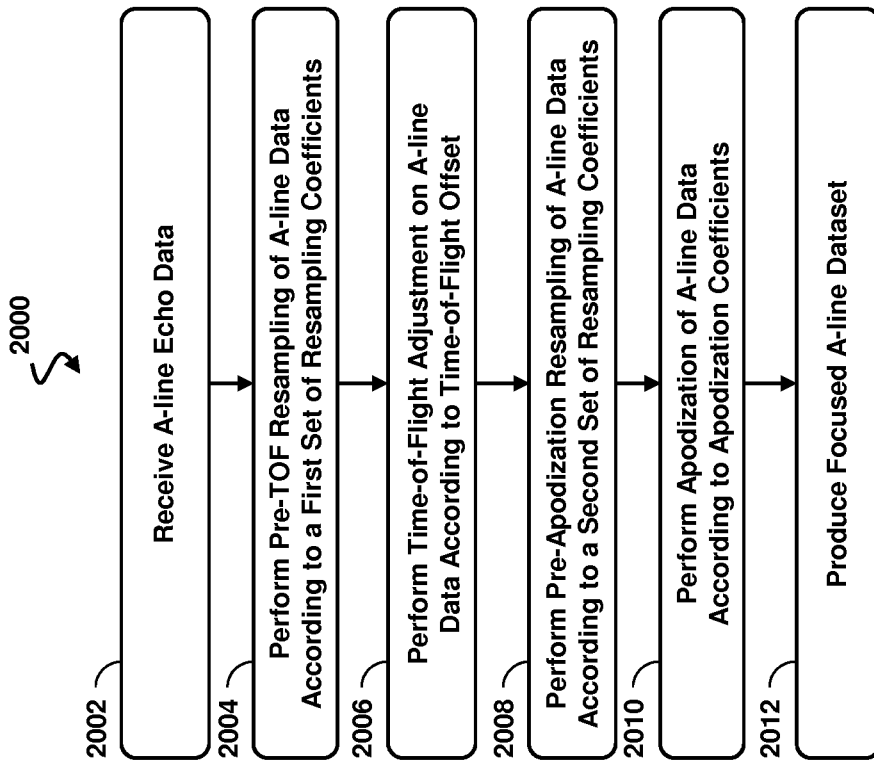 2000
2002
Receive A-line Echo Data
2004
Perform Pre-TOF Resampling of A-line Data
According to a First Set of Resampling Coefficients
2006
Perform Time-of-Flight Adjustment on A-line
Data According to Time-of-Flight Offset
2008
Perform Pre-Apodization Resampling of A-line Data
According to a Second Set of Resampling Coefficients
2010
Perform Apodization of A-line Data
According to Apodization Coefficients
2012
Produce Focused A-line Dataset